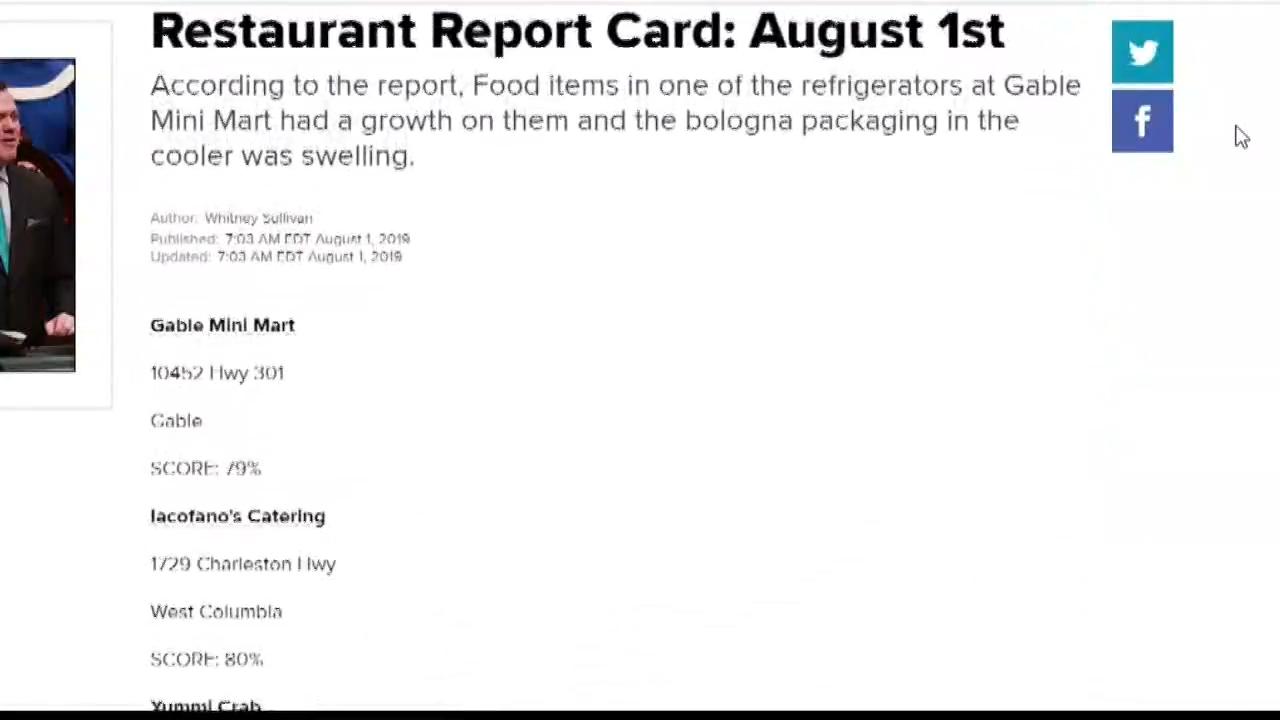 Restaurant Report Card: August 1st
According to the report, Food items in one of the refrigerators at Gable
Mini Mart had a growth on them and the bologna packaging in the
cooler was swelling.
Author: Whitney Sullivan
Published: 7:03 AM EDT August 1, 2019
Updated: 7:03 AM EDT August 1, 2019
Gable Mini Mart
10452 Hwy 301
Gable
SCORE: 79%
Iacofano's Catering
1729 Charleston Hwy
West Columbia
SCORE: 80%
Yummi Crab